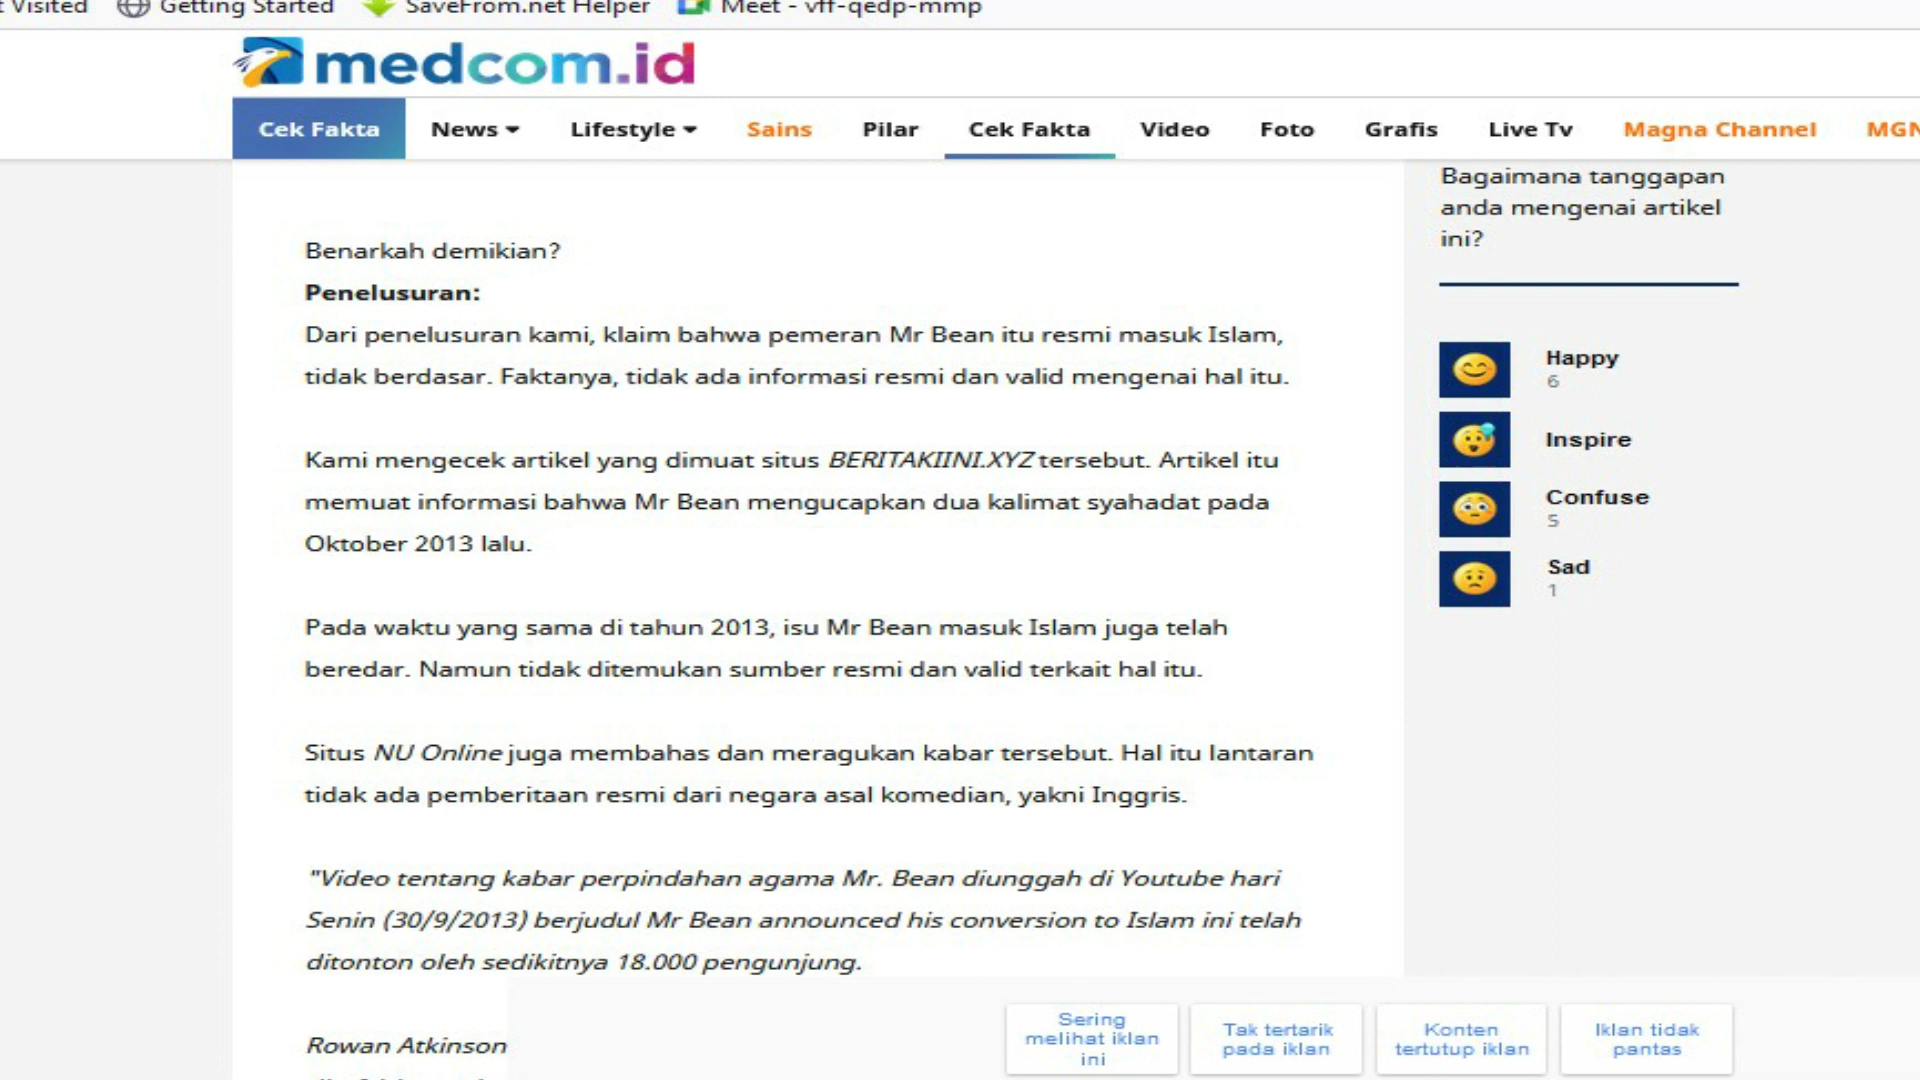 t Visited Getting Started SaveFrom.net Helper Meet - vff-qedp-mmp
medcom.id
Cek Fakta News Lifestyle Sains Pilar Cek Fakta Video Foto Grafis Live Tv Magna Channel MGN
Benarkah demikian?
Penelusuran:
Dari penelusuran kami, klaim bahwa pemeran Mr Bean itu resmi masuk Islam,
tidak berdasar. Faktanya, tidak ada informasi resmi dan valid mengenai hal itu.
Kami mengecek artikel yang dimuat situs BERITAKIINI.XYZ tersebut. Artikel itu
memuat informasi bahwa Mr Bean mengucapkan dua kalimat syahadat pada
Oktober 2013 lalu.
Pada waktu yang sama di tahun 2013, isu Mr Bean masuk Islam juga telah
beredar. Namun tidak ditemukan sumber resmi dan valid terkait hal itu.
Situs NU Online juga membahas dan meragukan kabar tersebut. Hal itu lantaran
tidak ada pemberitaan resmi dari negara asal komedian, yakni Inggris.
"Video tentang kabar perpindahan agama Mr. Bean diunggah di Youtube hari
Senin (30/9/2013) berjudul Mr Bean announced his conversion to Islam ini telah
ditonton oleh sedikitnya 18.000 pengunjung.
Rowan Atkinson
Bagaimana tanggapan
anda mengenai artikel
ini?
Happy
6
Inspire
Confuse
5
Sad
1
Sering
melihat iklan
ini
Tak tertarik
pada iklan
Konten
tertutup iklan
Iklan tidak
pantas